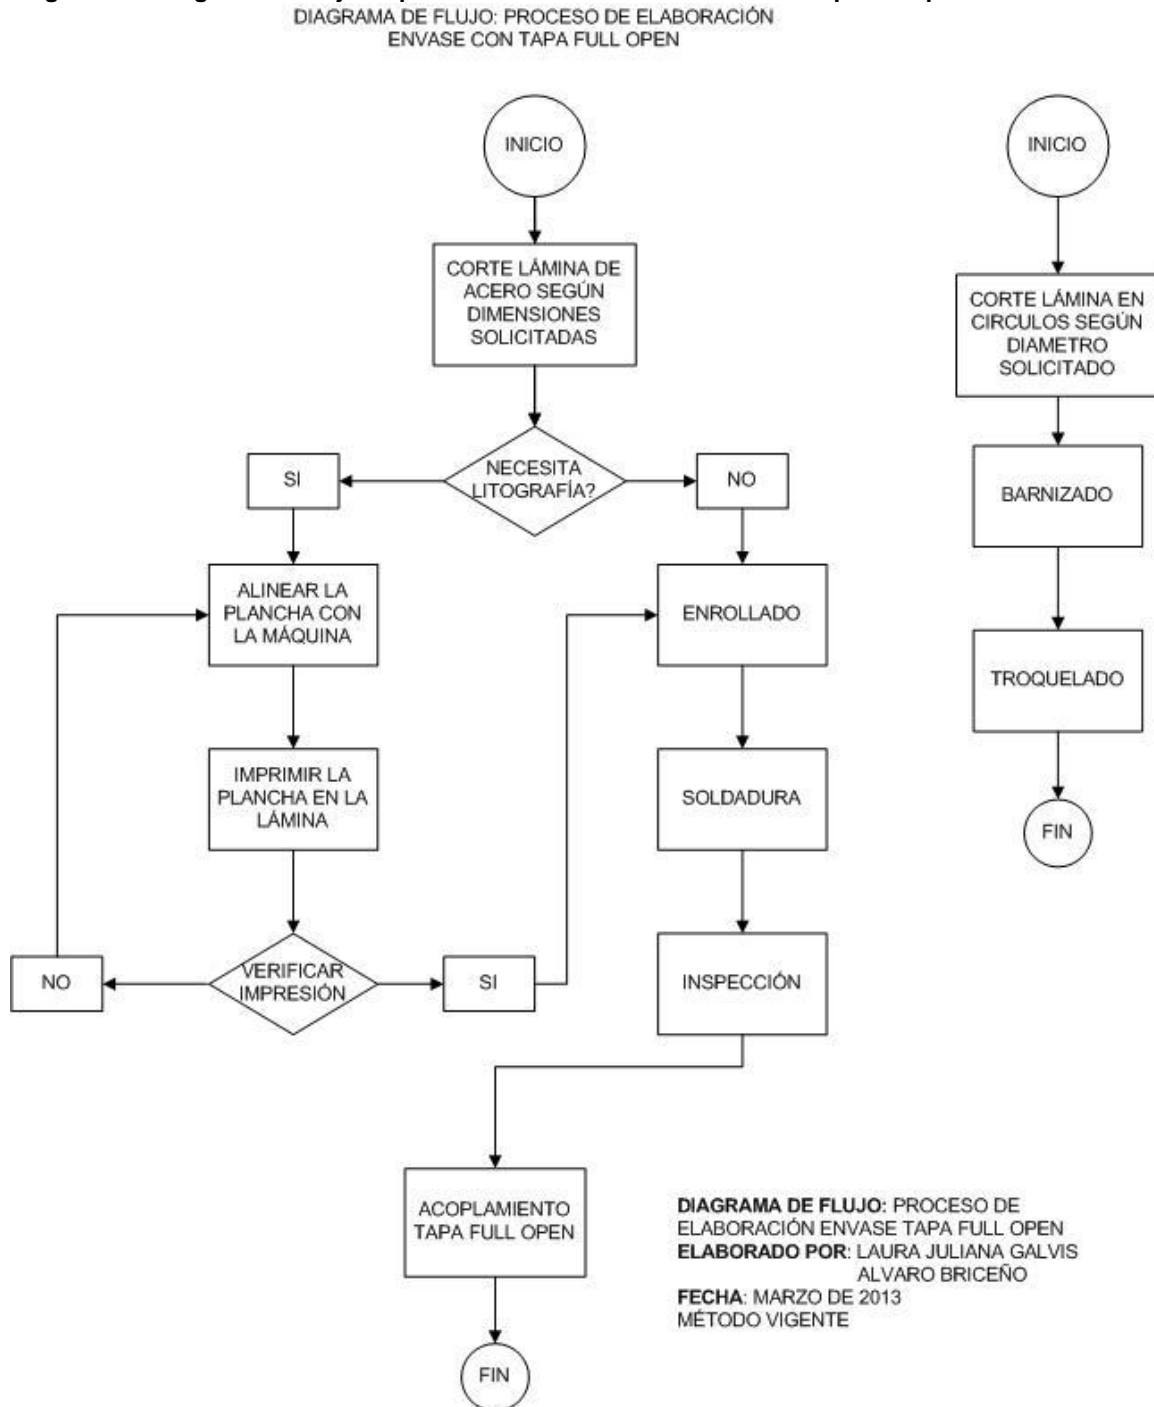 DIAGRAMA DE FLUJO: PROCESO DE ELABORACIÓN
ENVASE CON TAPA FULL OPEN
INICIO
CORTE LÁMINA DE
ACERO SEGÚN
DIMENSIONES
SOLICITADAS
NECESITA
LITOGRAFÍA?
SI
NO
ALINEAR LA
PLANCHA CON
LA MÁQUINA
ENROLLADO
IMPRIMIR LA
PLANCHA EN LA
LÁMINA
SOLDADURA
VERIFICAR
IMPRESIÓN
NO
SI
INSPECCIÓN
ACOPLAMIENTO
TAPA FULL OPEN
FIN
INICIO
CORTE LÁMINA EN
CIRCULOS SEGÚN
DIAMETRO
SOLICITADO
BARNIZADO
TROQUELADO
FIN
DIAGRAMA DE FLUJO: PROCESO DE
ELABORACIÓN ENVASE TAPA FULL OPEN
ELABORADO POR: LAURA JULIANA GALVIS
ALVARO BRICEÑO
FECHA: MARZO DE 2013
MÉTODO VIGENTE